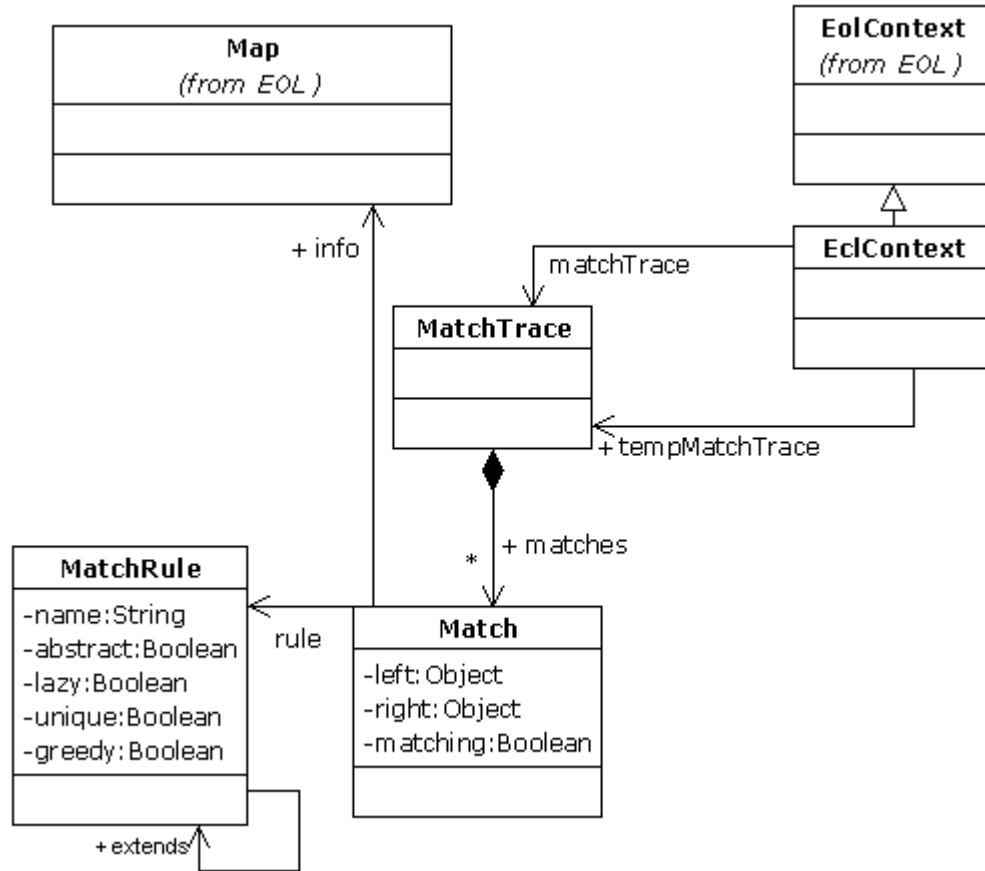 Map
(from EOL)
EolContext
(from EOL)
+ info
matchTrace
EclContext
MatchTrace
+ tempMatchTrace
+ matches
*
MatchRule
-name:String
-abstract:Boolean
-lazy:Boolean
-unique:Boolean
-greedy:Boolean
rule
Match
-left:Object
-right:Object
-matching:Boolean
+ extends